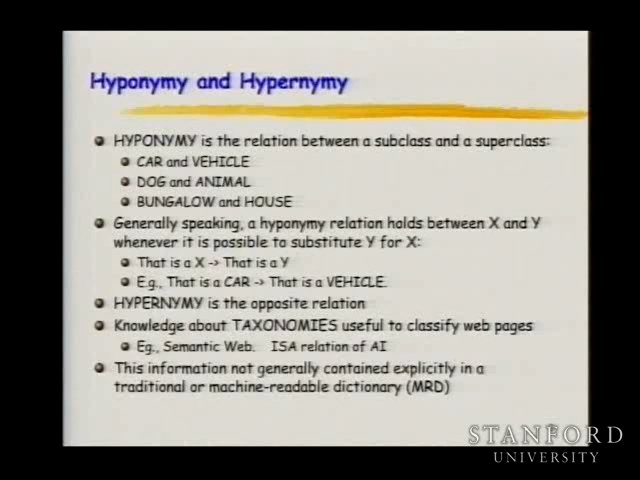 Hyponymy and Hypernymy
HYPONYMY is the relation between a subclass and a superclass:
CAR and VEHICLE
DOG and ANIMAL
BUNGALOW and HOUSE
Generally speaking, a hyponymy relation holds between X and Y
whenever it is possible to substitute Y for X:
That is a X -> That is a Y
E.g., That is a CAR -> That is a VEHICLE.
HYPERNYMY is the opposite relation
Knowledge about TAXONOMIES useful to classify web pages
Eg., Semantic Web. ISA relation of AI
This information not generally contained explicitly in a
traditional or machine-readable dictionary (MRD)
STANFORD
UNIVERSITY